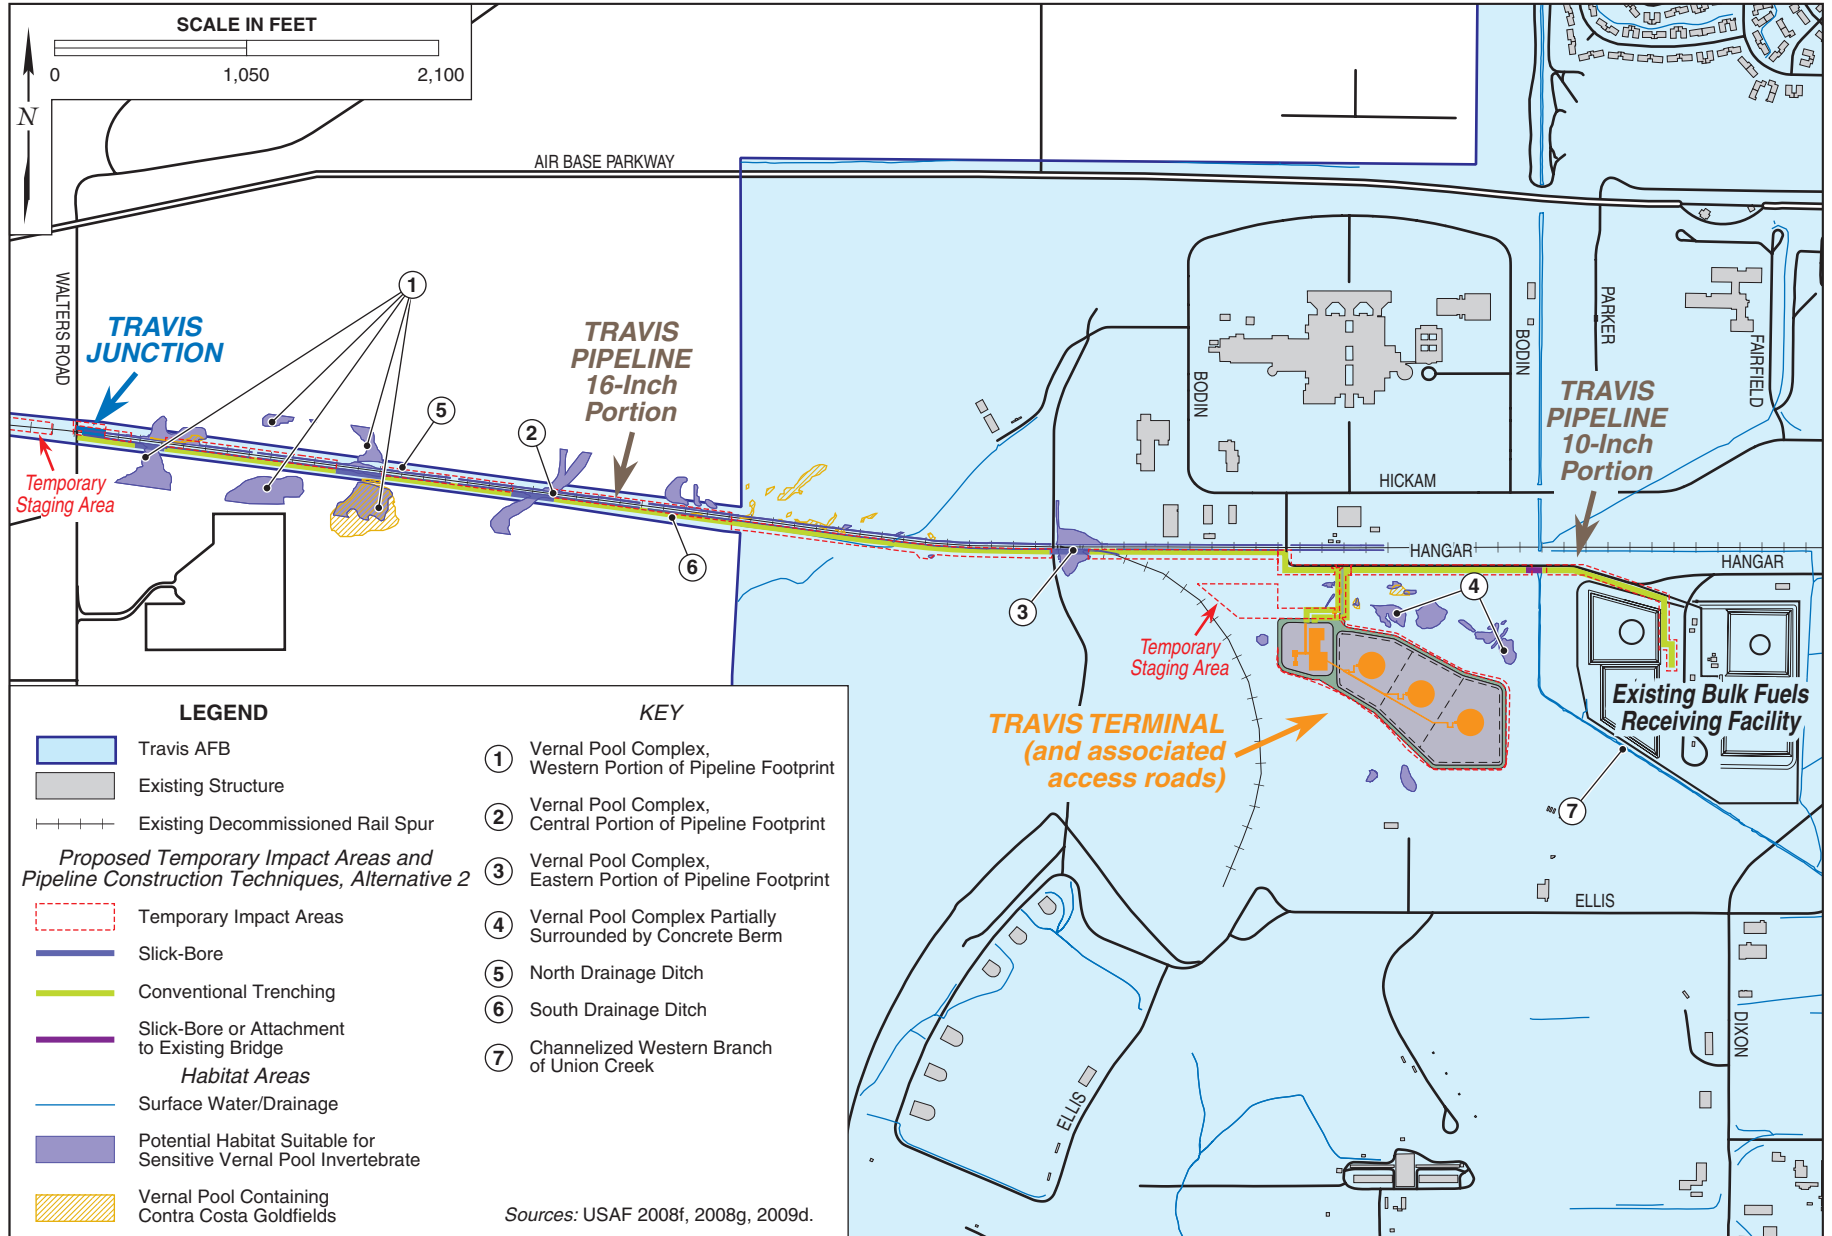 SCALE IN FEET
0 1,050 2,100
N
AIR BASE PARKWAY
WALTERS ROAD
1
TRAVIS
JUNCTION
TRAVIS
PIPELINE
16-Inch
Portion
5
2
Temporary
Staging Area
6
3
BODIN
BODIN
PARKER
FAIRFIELD
TRAVIS
PIPELINE
10-Inch
Portion
HICKAM
HANGAR
HANGAR
4
Temporary
Staging Area
Existing Bulk Fuels
Receiving Facility
TRAVIS TERMINAL
(and associated
access roads)
7
ELLIS
ELLIS
DIXON
LEGEND
Travis AFB
Existing Structure
Existing Decommissioned Rail Spur
Proposed Temporary Impact Areas and
Pipeline Construction Techniques, Alternative 2
Temporary Impact Areas
Slick-Bore
Conventional Trenching
Slick-Bore or Attachment
to Existing Bridge
Habitat Areas
Surface Water/Drainage
Potential Habitat Suitable for
Sensitive Vernal Pool Invertebrate
Vernal Pool Containing
Contra Costa Goldfields
KEY
1 Vernal Pool Complex,
Western Portion of Pipeline Footprint
2 Vernal Pool Complex,
Central Portion of Pipeline Footprint
3 Vernal Pool Complex,
Eastern Portion of Pipeline Footprint
4 Vernal Pool Complex Partially
Surrounded by Concrete Berm
5 North Drainage Ditch
6 South Drainage Ditch
7 Channelized Western Branch
of Union Creek
Sources: USAF 2008f, 2008g, 2009d.